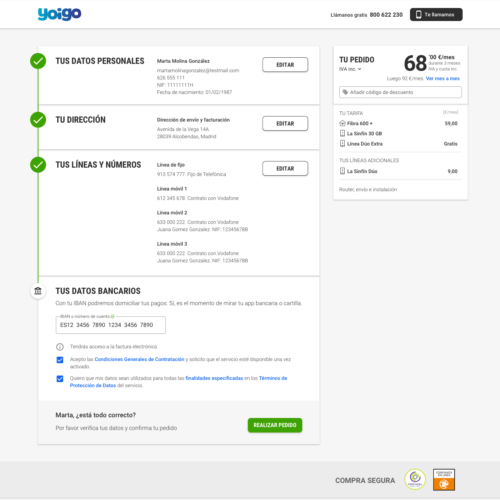 yoigo
Llámanos gratis 800 622 230
Te llamamos
TUS DATOS PERSONALES
Marta Molina González
martamolinagonzalez@testmail.com
626 555 111
NIF: 11111111H
Fecha de nacimiento: 01/02/1987
EDITAR
TUS DIRECCIÓN
Dirección de envío y facturación
Avenida de la Vega 14A
28039 Alcobendas, Madrid
EDITAR
TUS LÍNEAS Y NÚMEROS
Línea de fijo
913 574 777. Fijo de Telefónica
Línea móvil 1
612 345 678. Contrato con Vodafone
Línea móvil 2
633 000 222. Contrato con Vodafone
Juana Gomez Gonzalez. NIF: 12345678B
Línea móvil 3
633 000 222. Contrato con Vodafone
Juana Gomez Gonzalez. NIF: 12345678B
EDITAR
TUS DATOS BANCARIOS
Con tu IBAN podremos domiciliar tus pagos. Sí, es el momento de mirar tu app bancaria o cartilla.
IBAN o número de cuenta
ES12 3456 7890 1234 3456 7890
Tendrás acceso a la factura electrónica
Acepto las Condiciones Generales de Contratación y solicito que el servicio esté disponible una vez
activado.
Quiero que mis datos sean utilizados para todas las finalidades especificadas en los Términos de
Protección de Datos del servicio.
Marta, ¿está todo correcto?
Por favor verifica tus datos y confirma tu pedido
REALIZAR PEDIDO
TU PEDIDO
IVA inc.
68'00 €/mes
durante 3 meses
IVA y cuota inc.
Luego 92 €/mes. Ver mes a mes
Añadir código de descuento
TU TARIFA (€/mes)
Fibra 600 + 59,00
La Sinfín 30 GB
Línea Dúo Extra Gratis
TUS LÍNEAS ADICIONALES
La Sinfín Dúo 9,00
Router, envío e instalación
COMPRA SEGURA